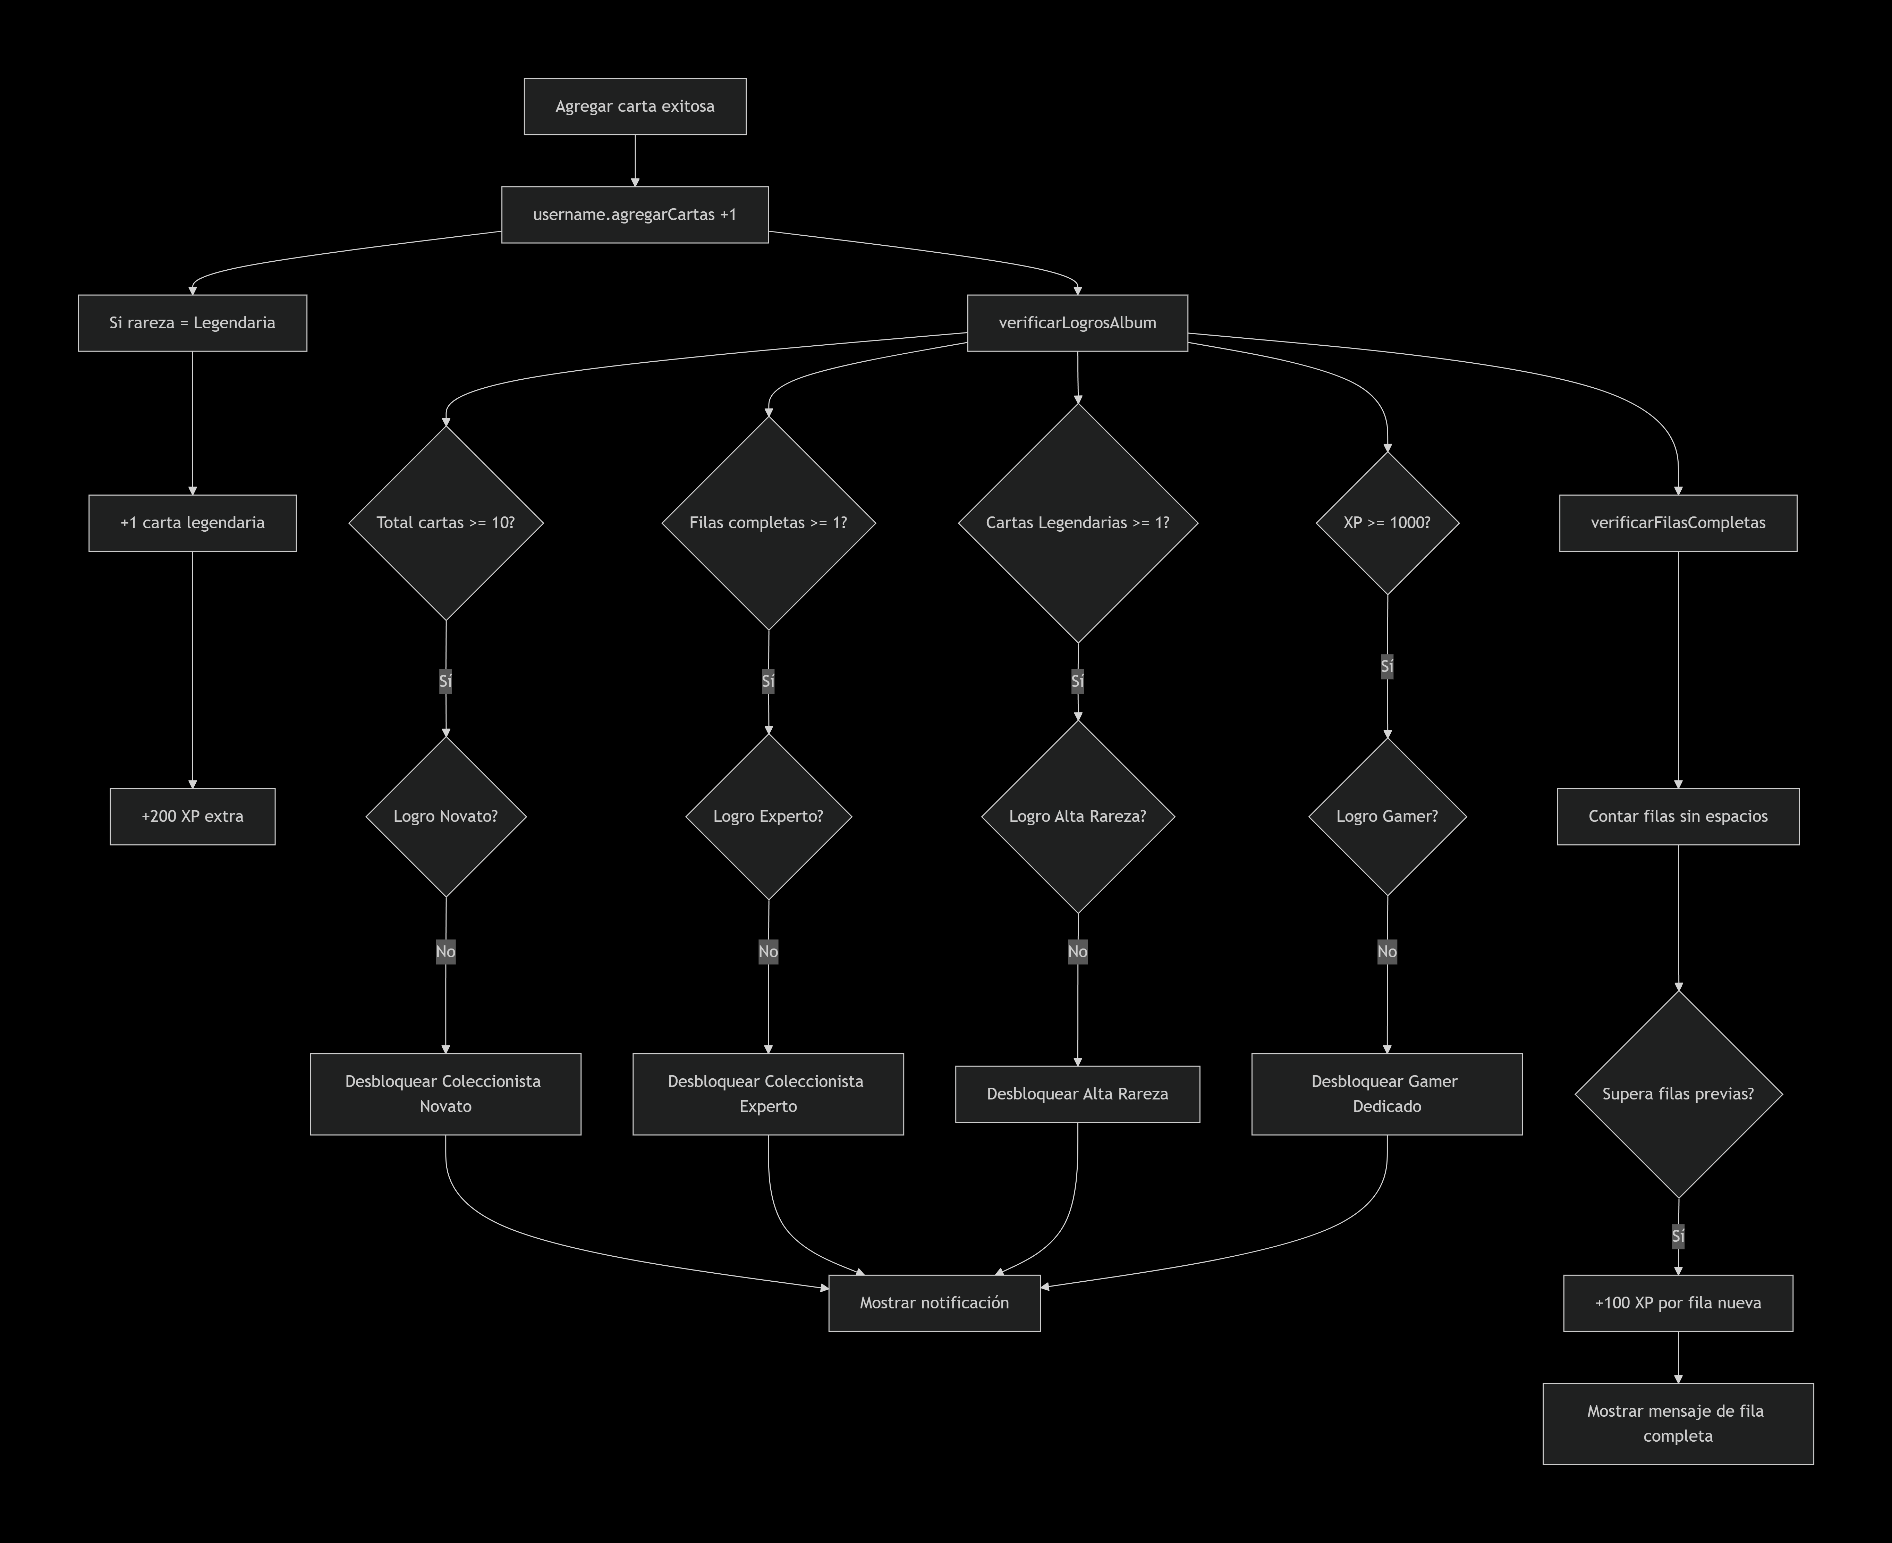 Agregar carta exitosa
username.agregarCartas +1
Si rareza = Legendaria
verificarLogrosAlbum
+1 carta legendaria
Total cartas >= 10?
Filas completas >= 1?
Cartas Legendarias >= 1?
XP >= 1000?
verificarFilasCompletas
Sí
Sí
Sí
Sí
+200 XP extra
Logro Novato?
Logro Experto?
Logro Alta Rareza?
Logro Gamer?
Contar filas sin espacios
No
No
No
No
Desbloquear Coleccionista
Novato
Desbloquear Coleccionista
Experto
Desbloquear Alta Rareza
Desbloquear Gamer
Dedicado
Supera filas previas?
Sí
Mostrar notificación
+100 XP por fila nueva
Mostrar mensaje de fila
completa